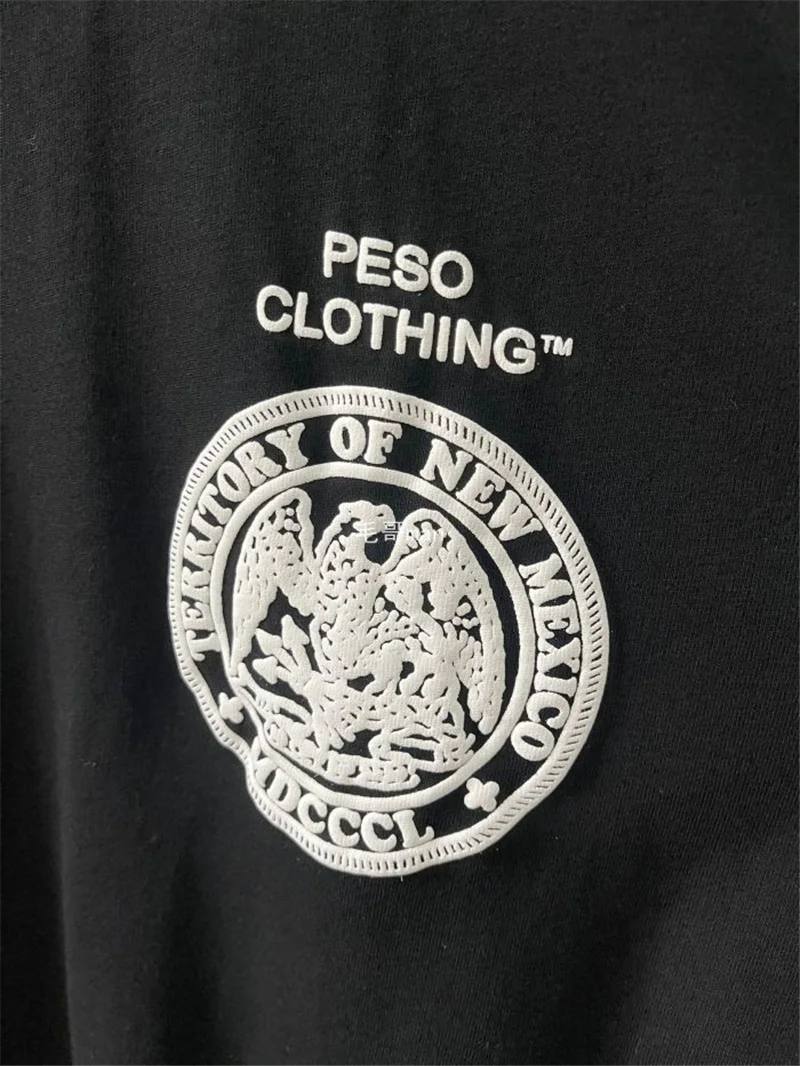 PESO
CLOTHING™
TERRITORY OF NEW MEXICO
MDCCCL